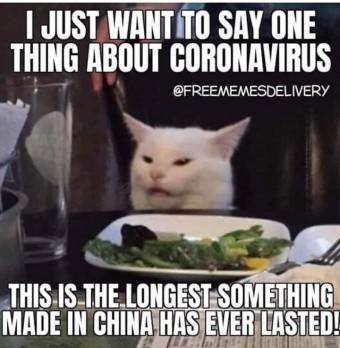 I JUST WANT TO SAY ONE
THING ABOUT CORONAVIRUS
@FREEMEMESDELIVERY
THIS IS THE LONGEST SOMETHING
MADE IN CHINA HAS EVER LASTED!